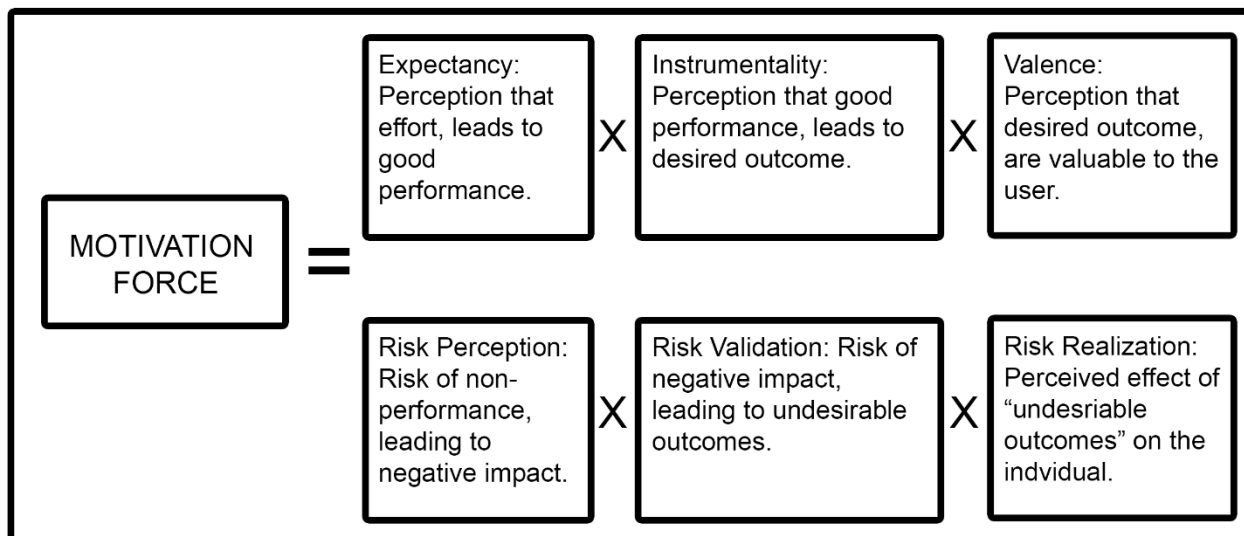 Expectancy:
Perception that
effort, leads to
good
performance.
X
Instrumentality:
Perception that good
performance, leads to
desired outcome.
X
Valence:
Perception that
desired outcome,
are valuable to the
user.
MOTIVATION
FORCE
=
Risk Perception:
Risk of non-
performance,
leading to
negative impact.
X
Risk Validation: Risk of
negative impact,
leading to undesirable
outcomes.
X
Risk Realization:
Perceived effect of
“undesriable
outcomes” on the
indvidual.